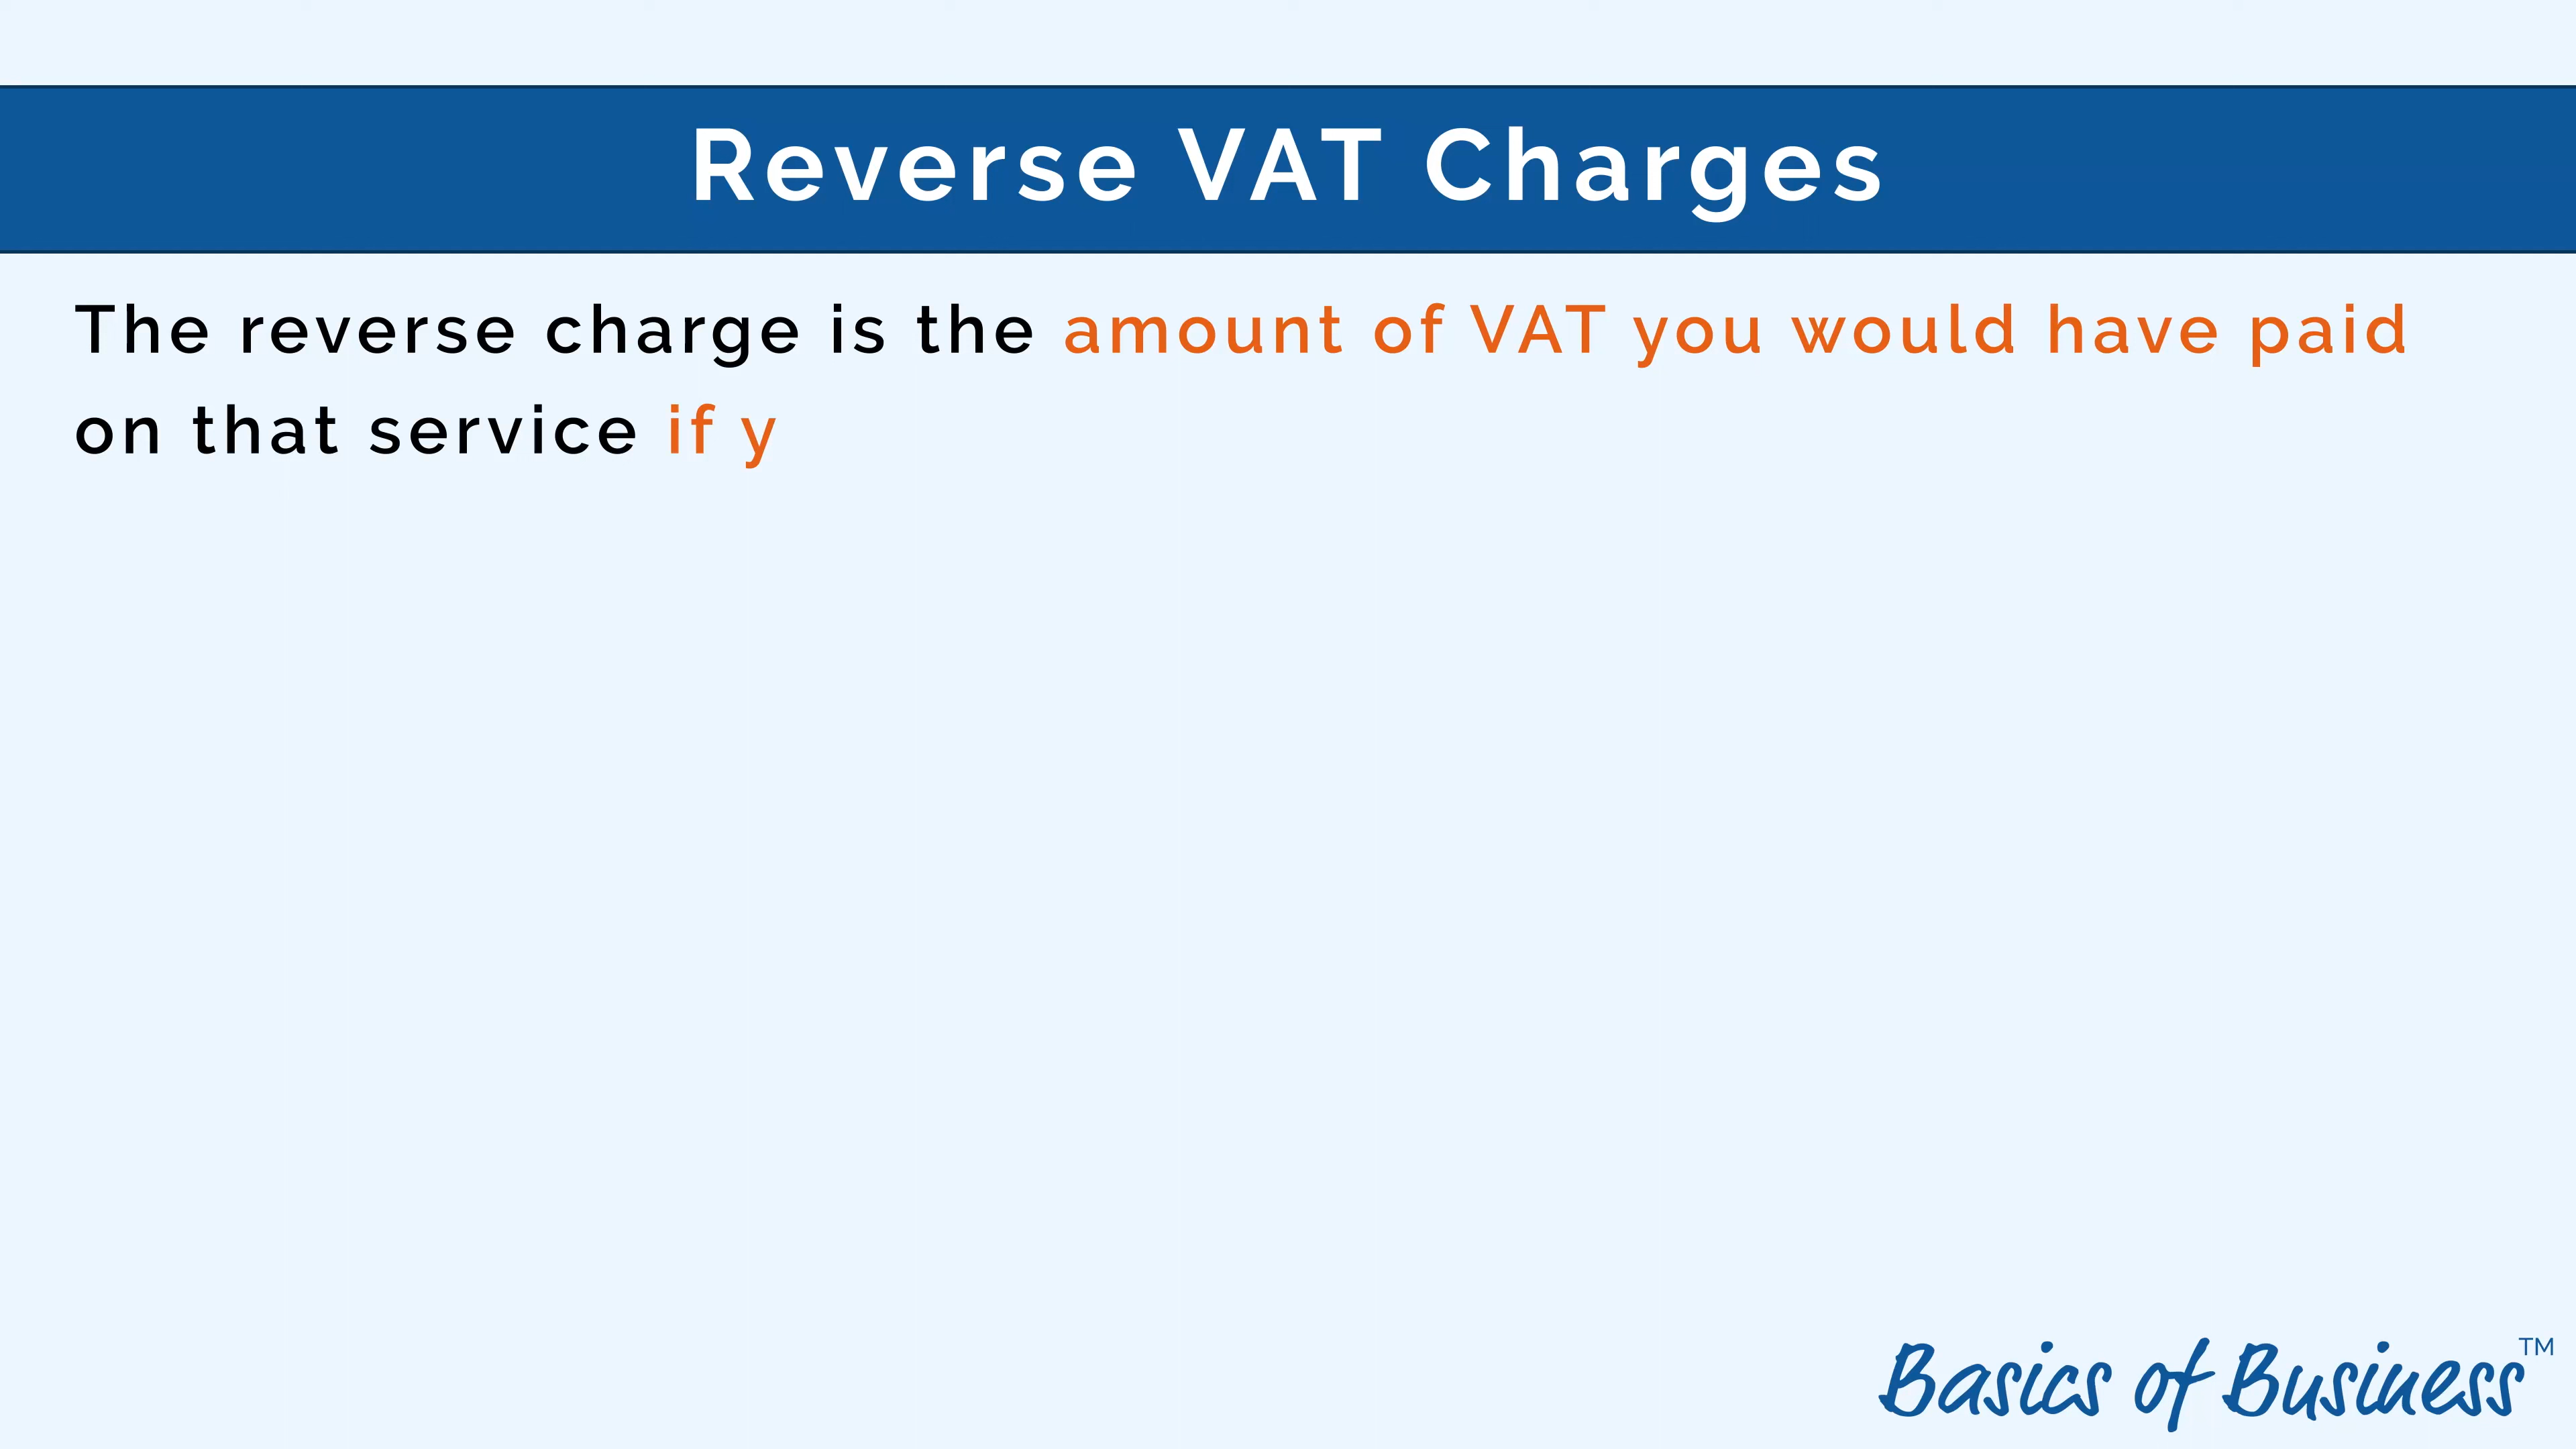 Reverse VAT Charges
The reverse charge is the amount of VAT you would have paid
on that service if y
Basics of Business™